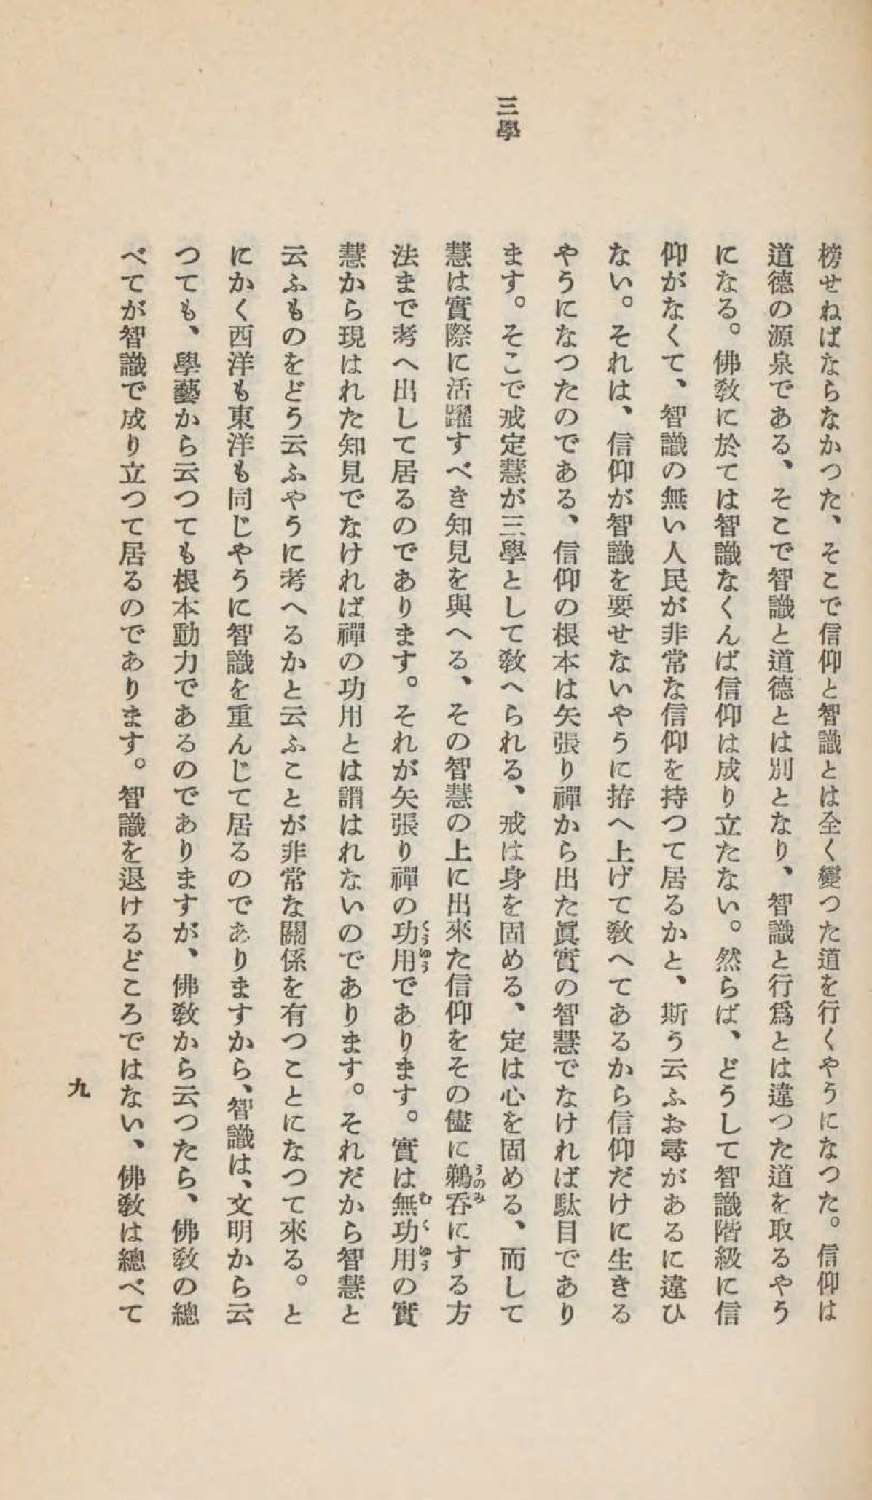 三學
榜せねばならなかつた、そこで信仰と智識とは全く變つた道を行くやうになつた。信仰は
道德の源泉である、そこで智識と道德とは別となり、智識と行爲とは違つた道を取るやう
になる。佛敎に於ては智識なくんば信仰は成り立たない。然らば、どうして智識階級に信
仰がなくて、智識の無い人民が非常な信仰を持つて居るかと、斯う云ふお尋があるに違ひ
ない。それは、信仰が智識を要せないやうに拵へ上げて敎へてあるから信仰だけに生きる
やうになつたのである、信仰の根本は矢張り禪から出た眞實の智慧でなければ駄目であり
ます。そこで戒定慧が三學として敎へられる、戒は身を固める、定は心を固める、而して
慧は實際に活躍すべき知見を與へる、その智慧の上に出來た信仰をその儘に鵜呑にする方
法まで考へ出して居るのであります。それが矢張り禪の功用であります。實は無功用の實
慧から現はれた知見でなければ禪の功用とは謂はれないのであります。それだから智慧と
云ふものをどう云ふやうに考へるかと云ふことが非常な關係を有つことになつて來る。と
にかく西洋も東洋も同じやうに智識を重んじて居るのでありますから、智識は、文明から云
つても、學藝から云つても根本動力であるのでありますが、佛敎から云つたら、佛敎の總
べてが智識で成り立つて居るのであります。智識を退けるどころではない、佛敎は總べて
九